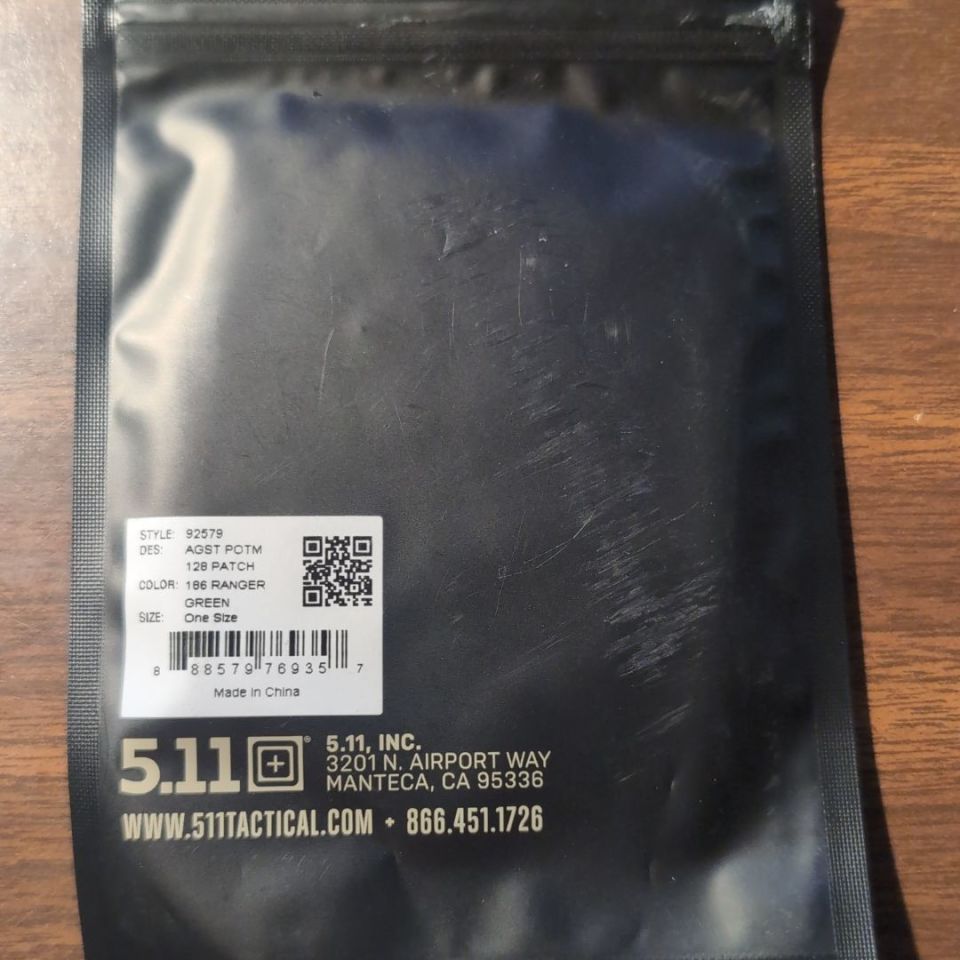 STYLE: 92579
DES: AGST POTM
128 PATCH
COLOR: 186 RANGER
GREEN
SIZE: One Size
8 88579 76935 7
Made in China
5.11® 5.11, INC.
3201 N. AIRPORT WAY
MANTECA, CA 95336
WWW.511TACTICAL.COM + 866.451.1726